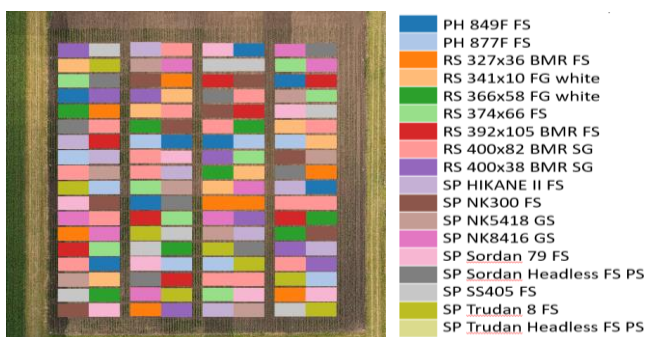 PH 849F FS
PH 877F FS
RS 327x36 BMR FS
RS 341x10 FG white
RS 366x58 FG white
RS 374x66 FS
RS 392x105 BMR FS
RS 400x82 BMR SG
RS 400x38 BMR SG
SP HIKANE II FS
SP NK300 FS
SP NK5418 GS
SP NK8416 GS
SP Sordan 79 FS
SP Sordan Headless FS PS
SP SS405 FS
SP Trudan 8 FS
SP Trudan Headless FS PS